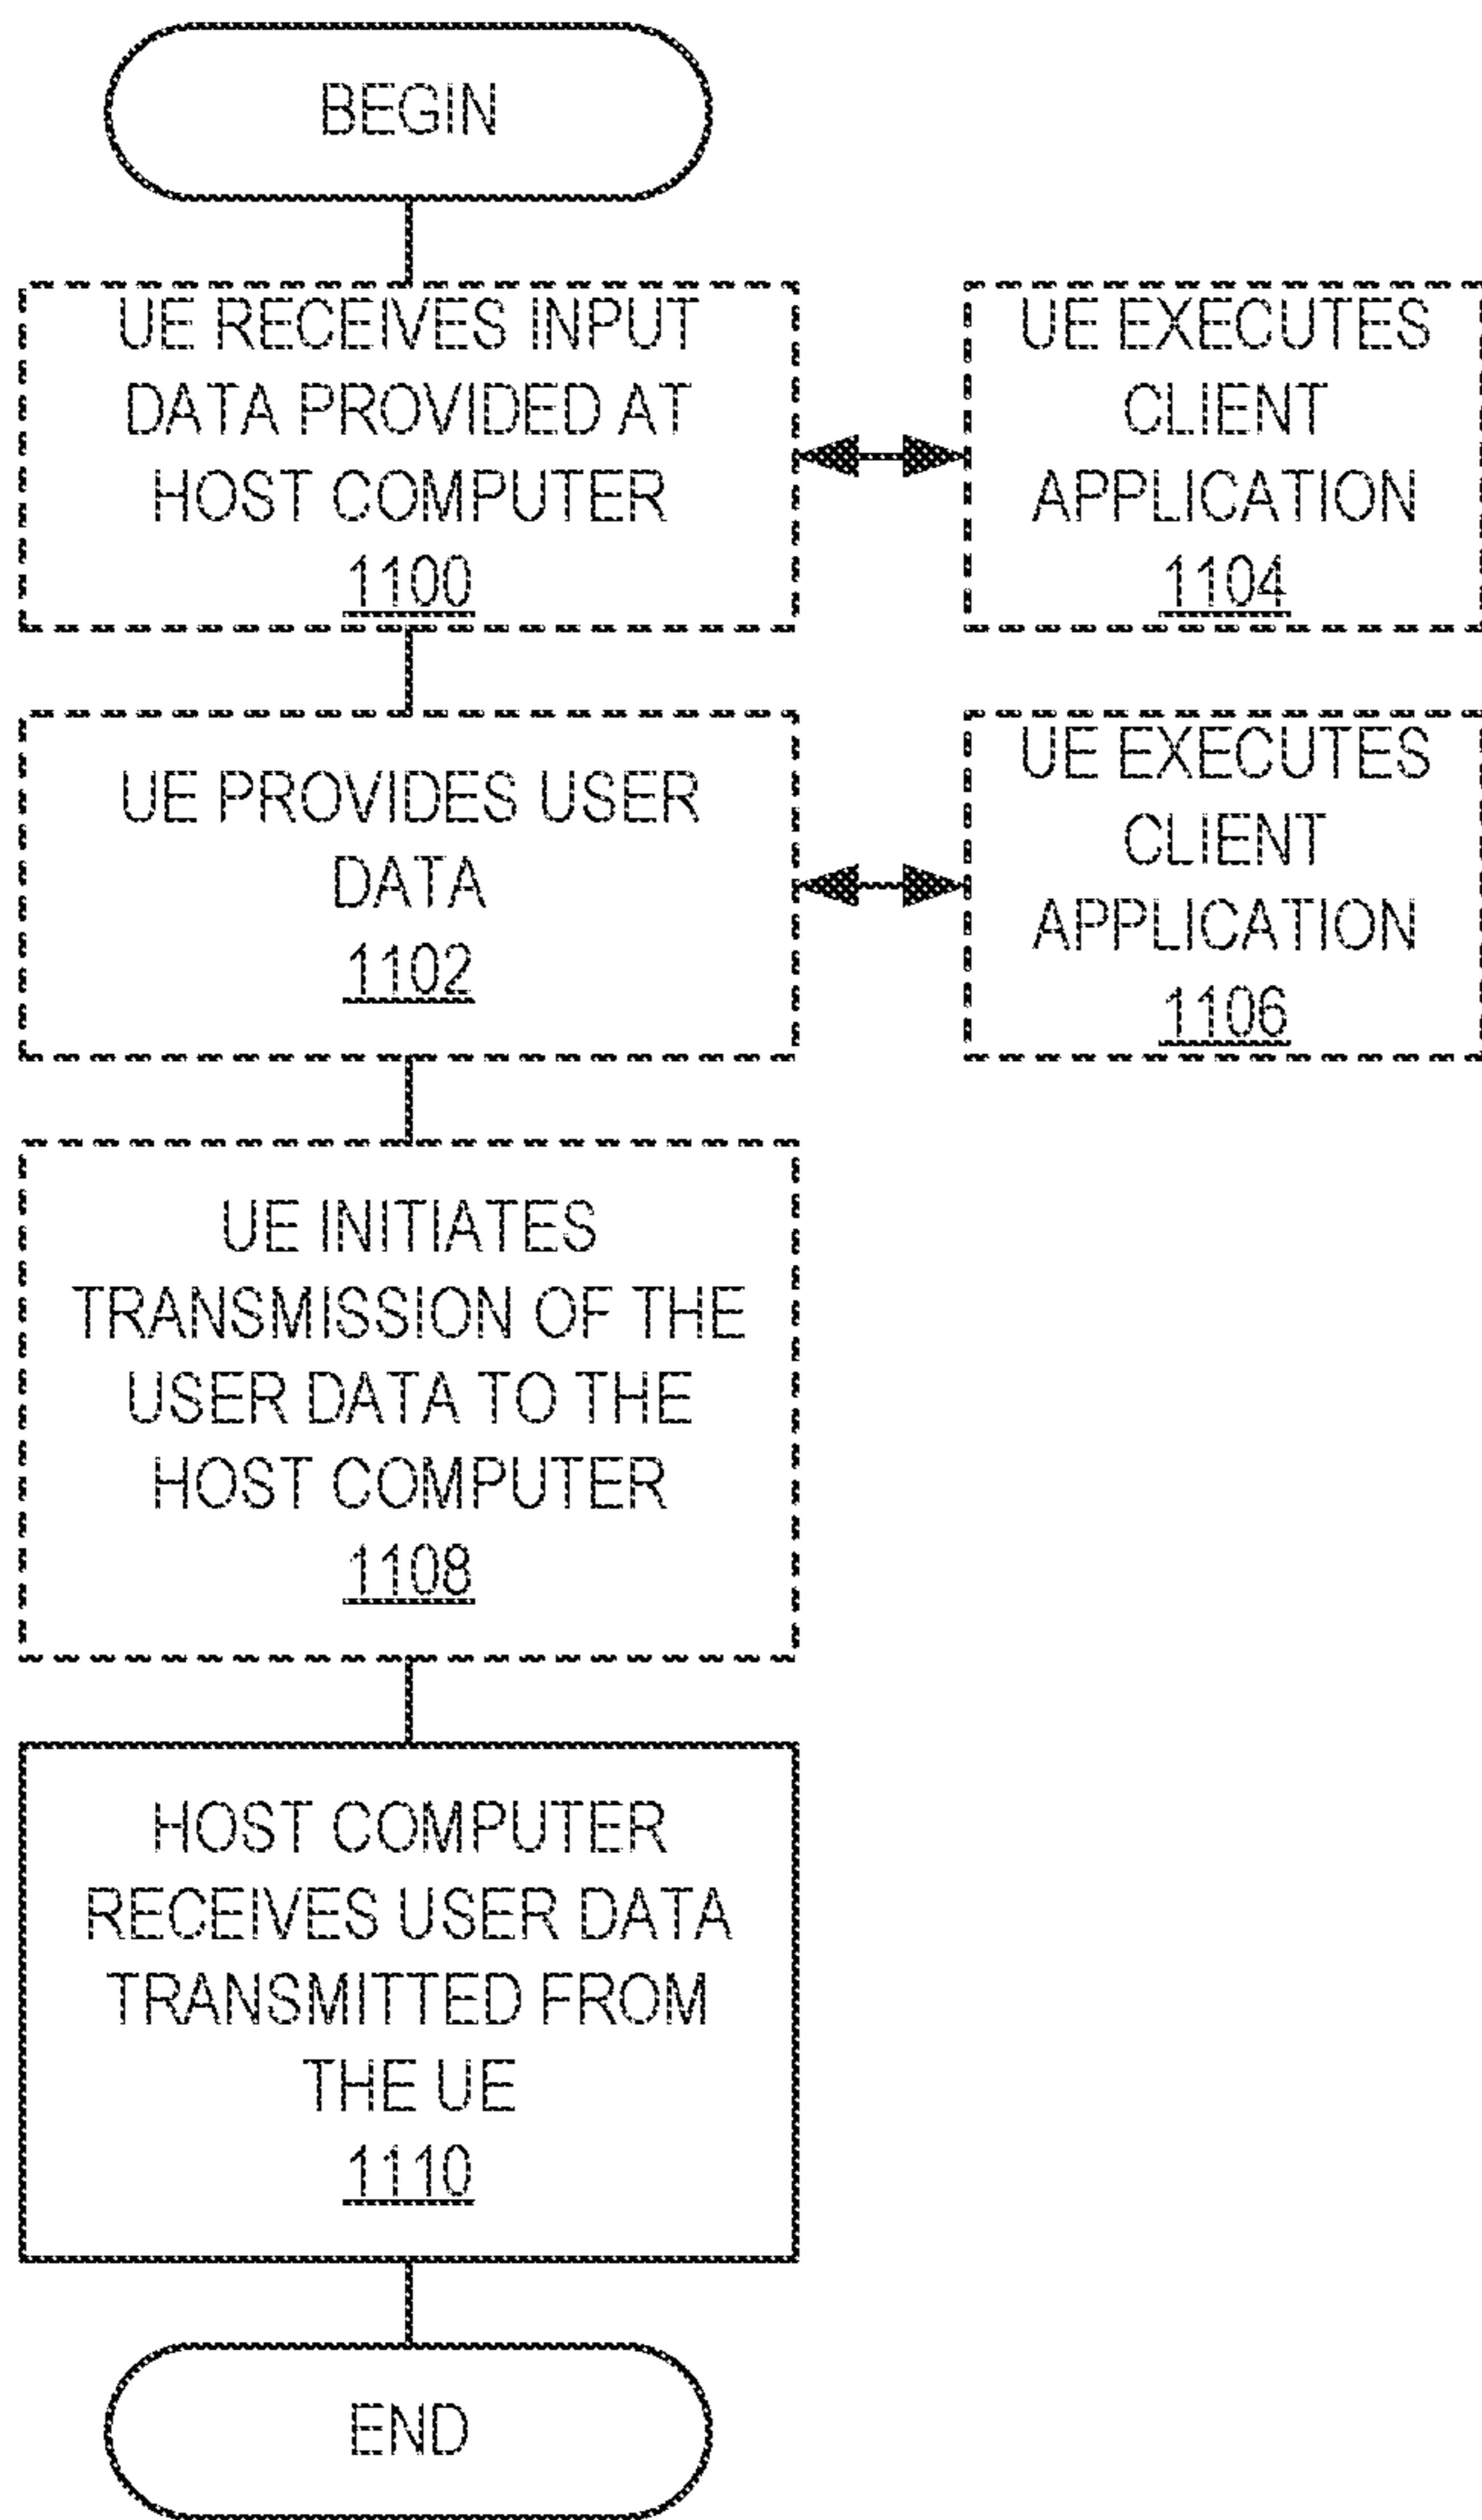 BEGIN
UE RECEIVES INPUT
DATA PROVIDED AT
HOST COMPUTER
1100
UE EXECUTES
CLIENT
APPLICATION
1104
UE PROVIDES USER
DATA
1102
UE EXECUTES
CLIENT
APPLICATION
1106
UE INITIATES
TRANSMISSION OF THE
USER DATA TO THE
HOST COMPUTER
1108
HOST COMPUTER
RECEIVES USER DATA
TRANSMITTED FROM
THE UE
1110
END